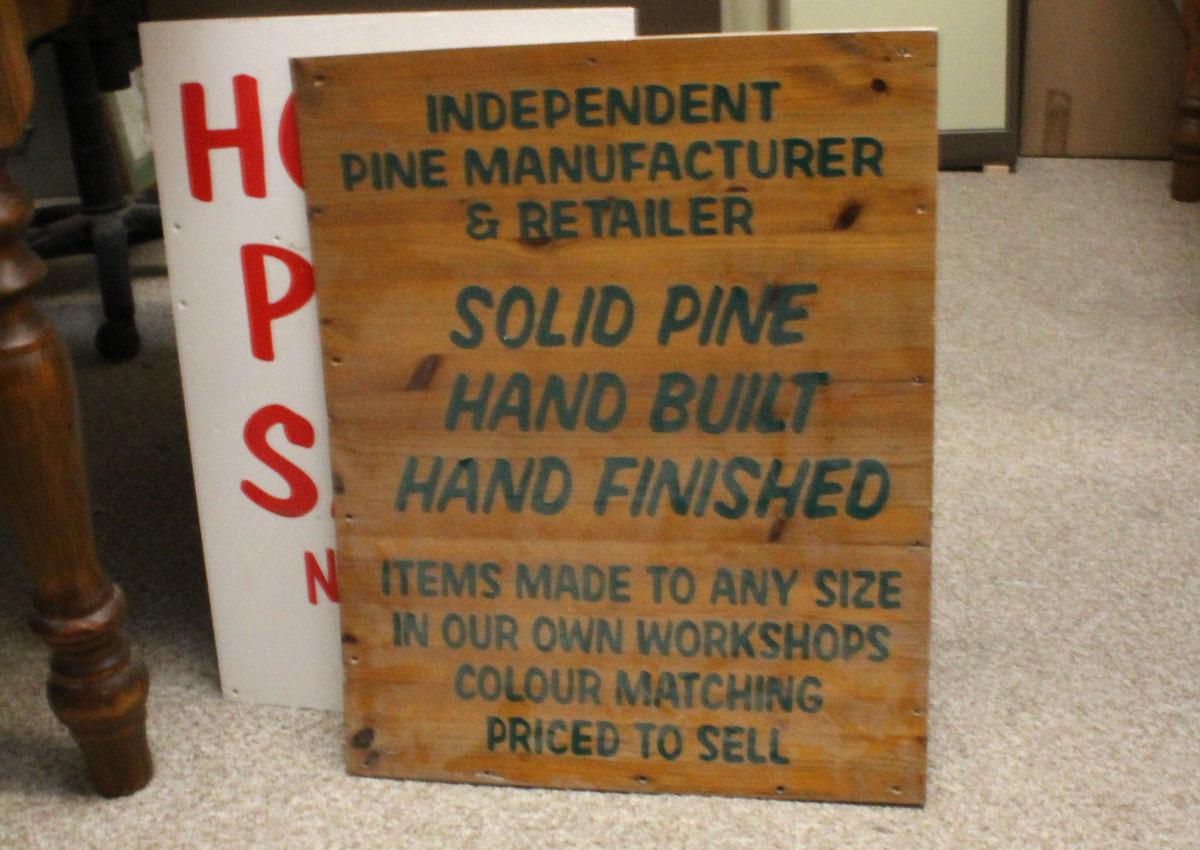 INDEPENDENT
PINE MANUFACTURER
& RETAILER
SOLID PINE
HAND BUILT
HAND FINISHED
ITEMS MADE TO ANY SIZE
IN OUR OWN WORKSHOPS
COLOUR MATCHING
PRICED TO SELL